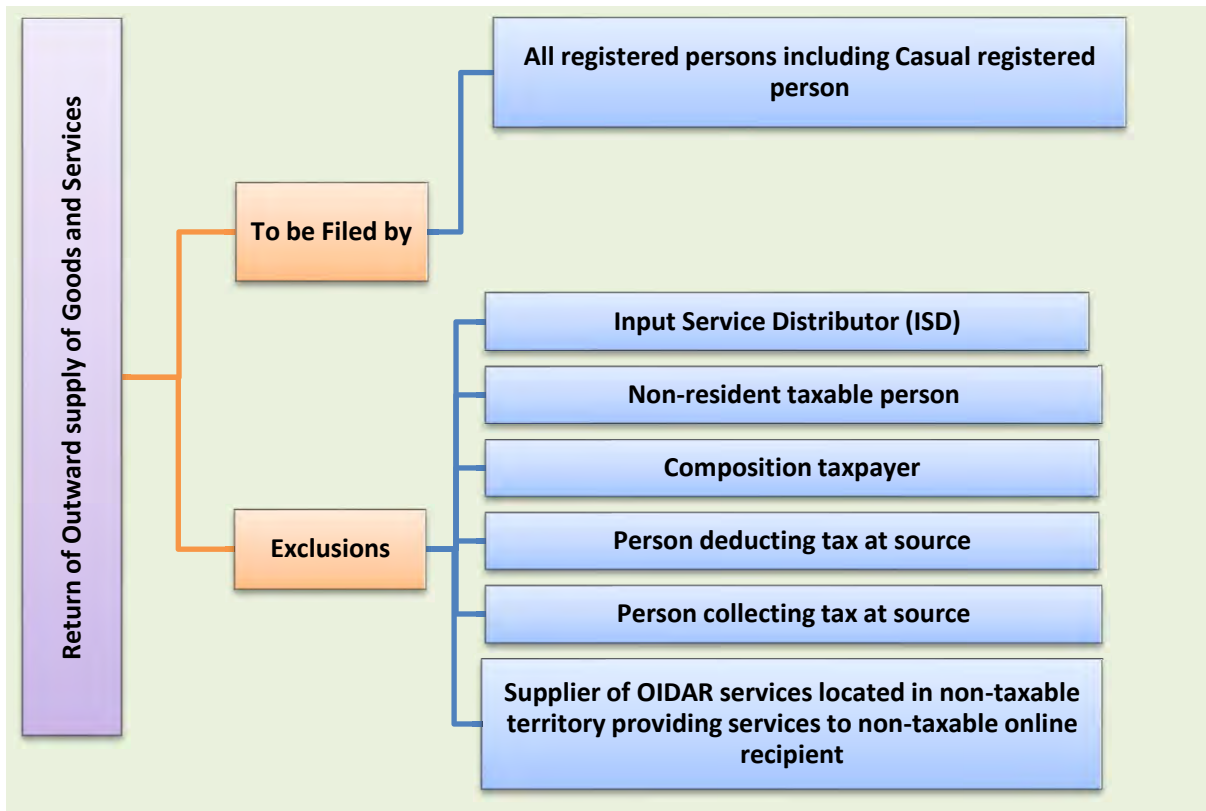 Return of Outward supply of Goods and Services
To be Filed by
All registered persons including Casual registered
person
Exclusions
Input Service Distributor (ISD)
Non-resident taxable person
Composition taxpayer
Person deducting tax at source
Person collecting tax at source
Supplier of OIDAR services located in non-taxable
territory providing services to non-taxable online
recipient